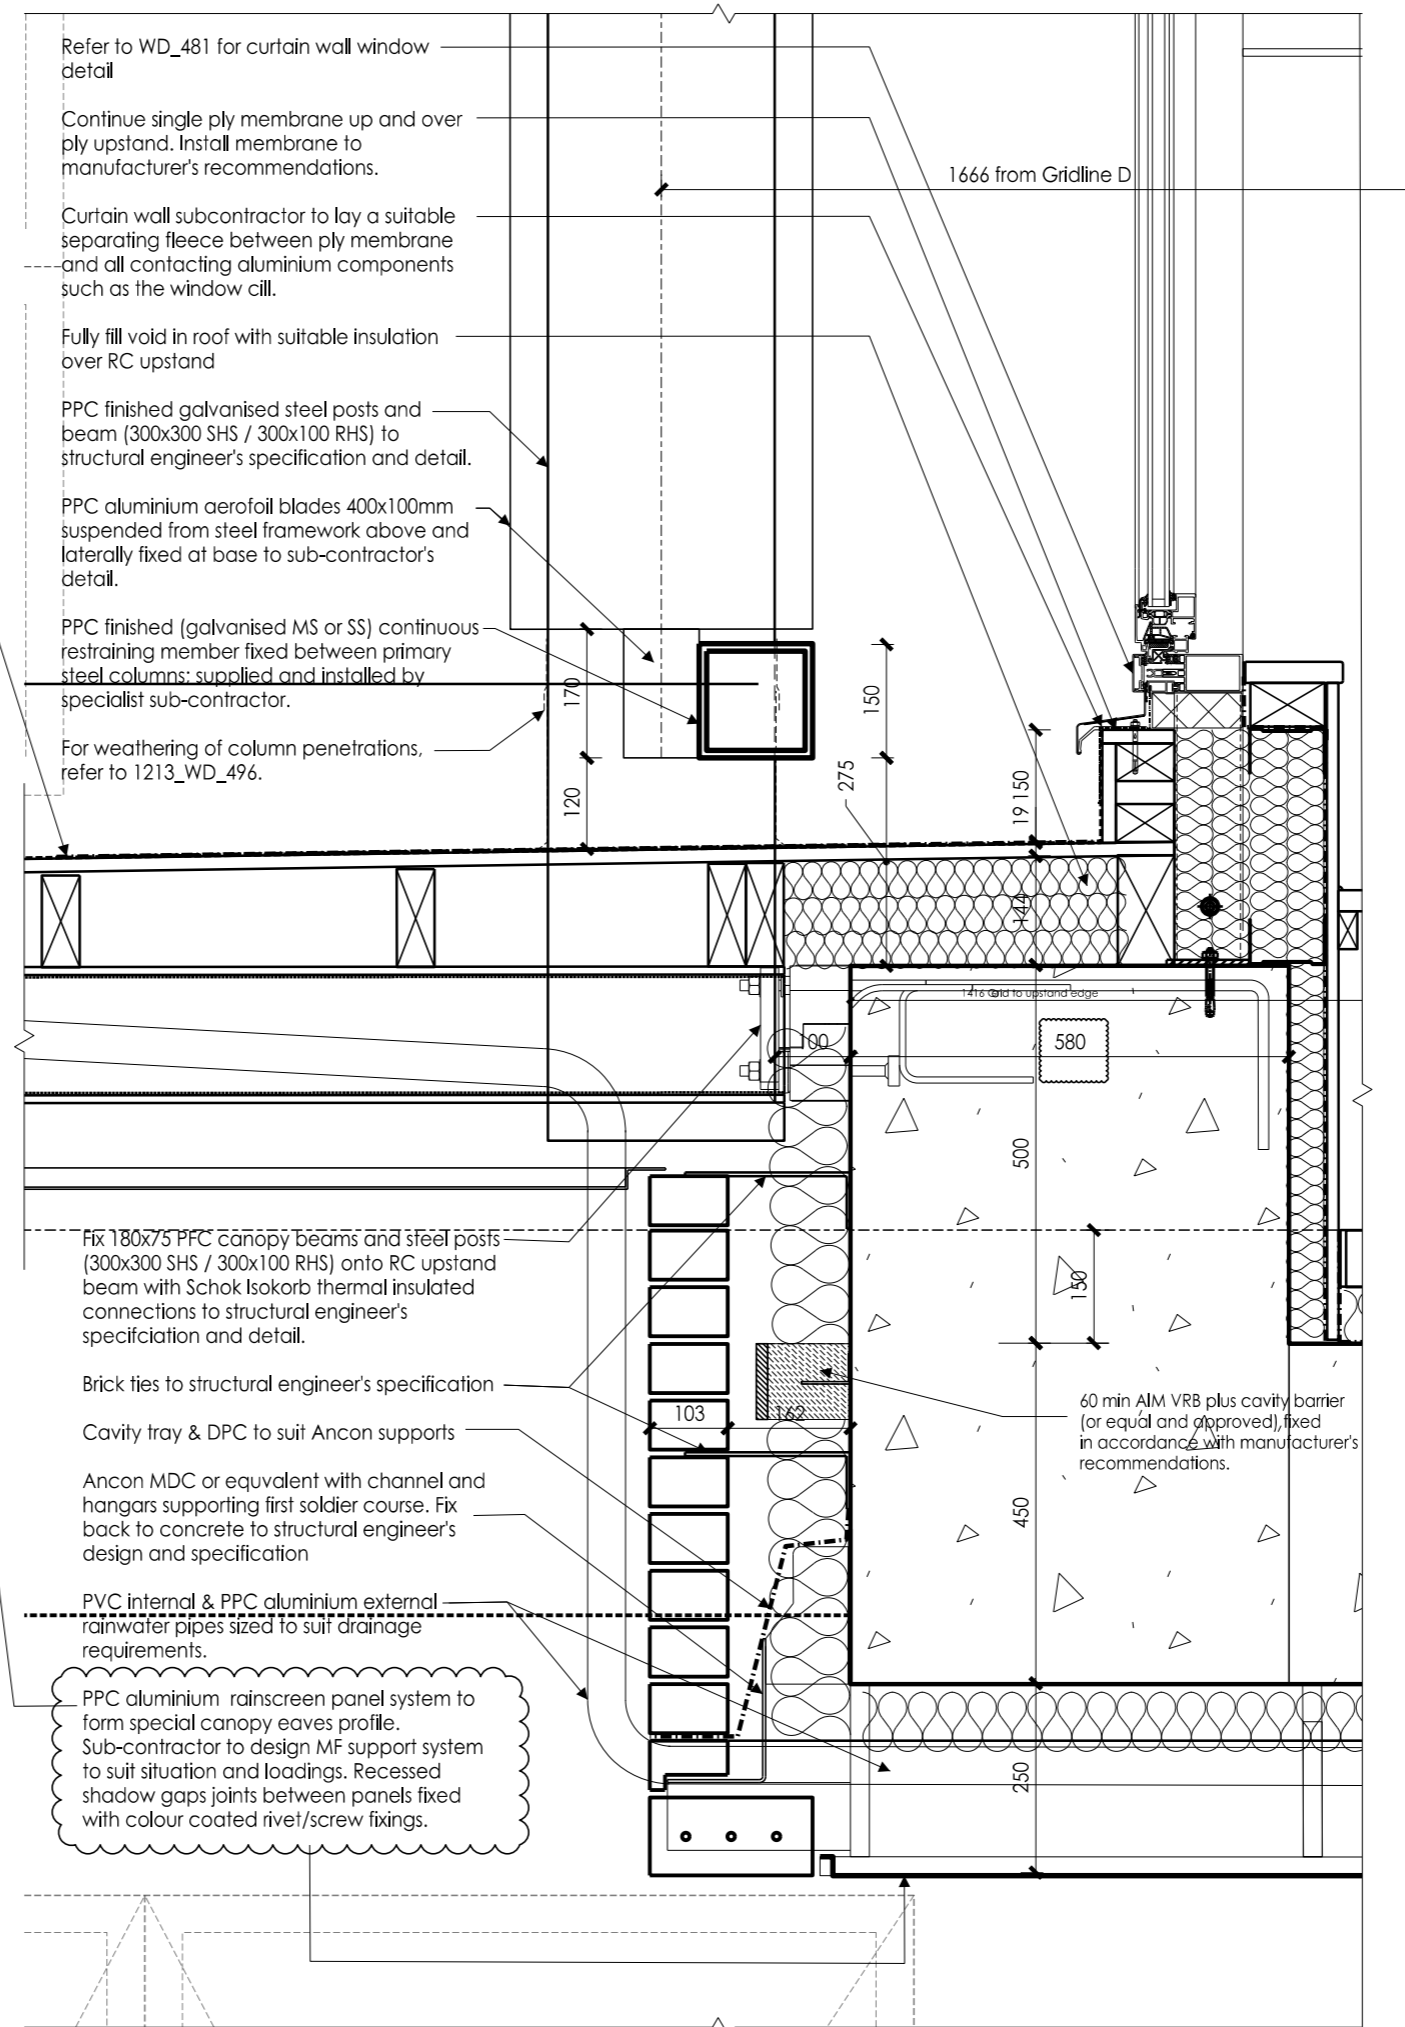 Refer to WD_481 for curtain wall window
detail
Continue single ply membrane up and over
ply upstand. Install membrane to
manufacturer's recommendations.
1666 from Gridline D
Curtain wall subcontractor to lay a suitable
separating fleece between ply membrane
and all contacting aluminium components
such as the window cill.
Fully fill void in roof with suitable insulation
over RC upstand
PPC finished galvanised steel posts and
beam (300x300 SHS / 300x100 RHS) to
structural engineer's specification and detail.
PPC aluminium aerofoil blades 400x100mm
suspended from steel framework above and
laterally fixed at base to sub-contractor's
detail.
PPC finished (galvanised MS or SS) continuous
restraining member fixed between primary
steel columns; supplied and installed by
specialist sub-contractor.
For weathering of column penetrations,
refer to 1213_WD_496.
170
120
150
275
150
19
144
1416 Grid to upstand edge
580
500
150
Fix 180x75 PFC canopy beams and steel posts
(300x300 SHS / 300x100 RHS) onto RC upstand
beam with Schok Isokorb thermal insulated
connections to structural engineer's
specifciation and detail.
Brick ties to structural engineer's specification
103
162
60 min AIM VRB plus cavity barrier
(or equal and approved), fixed
in accordance with manufacturer's
recommendations.
Cavity tray & DPC to suit Ancon supports
Ancon MDC or equvalent with channel and
hangars supporting first soldier course. Fix
back to concrete to structural engineer's
design and specification
450
PVC internal & PPC aluminium external
rainwater pipes sized to suit drainage
requirements.
PPC aluminium rainscreen panel system to
form special canopy eaves profile.
Sub-contractor to design MF support system
to suit situation and loadings. Recessed
shadow gaps joints between panels fixed
with colour coated rivet/screw fixings.
250